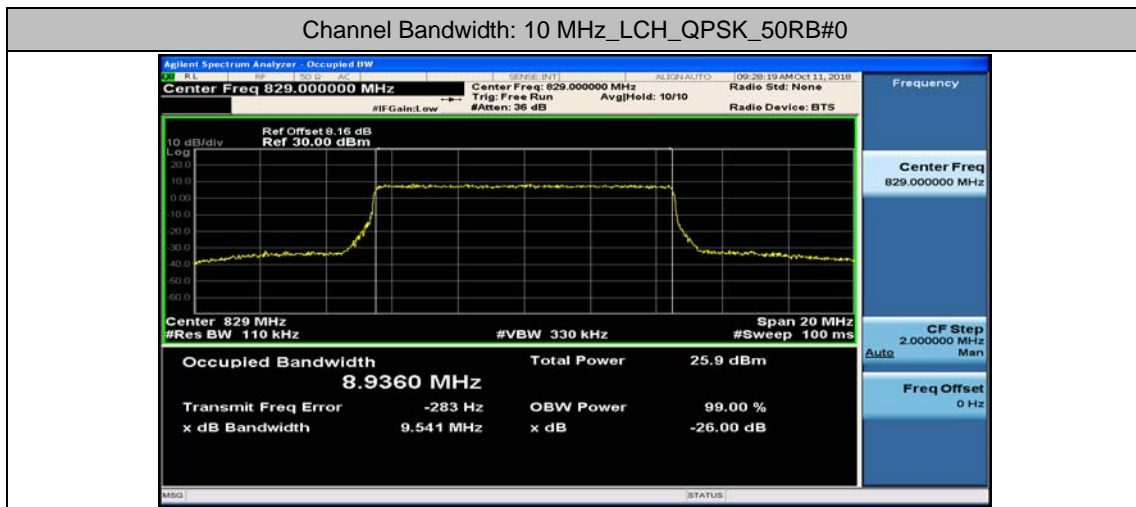 Channel Bandwidth: 10 MHz_LCH_QPSK_50RB#0
Agilent Spectrum Analyzer - Occupied BW
RL RF 50 Ω AC SENSE:INT ALIGN AUTO 09:28:19 AM Oct 11, 2018
Center Freq 829.000000 MHz Center Freq: 829.000000 MHz Radio Std: None Frequency
Trig: Free Run Avg|Hold: 10/10
#IFGain:Low #Atten: 36 dB Radio Device: BTS
Ref Offset 8.16 dB
10 dB/div Ref 30.00 dBm
Log
20.0
10.0
0.00
-10.0
-20.0
-30.0
-40.0
-50.0
-60.0
Center Freq
829.000000 MHz
Center 829 MHz Span 20 MHz
#Res BW 110 kHz #VBW 330 kHz #Sweep 100 ms
CF Step
2.000000 MHz
Auto Man
Occupied Bandwidth Total Power 25.9 dBm
8.9360 MHz
Freq Offset
0 Hz
Transmit Freq Error -283 Hz OBW Power 99.00 %
x dB Bandwidth 9.541 MHz x dB -26.00 dB
MSG STATUS